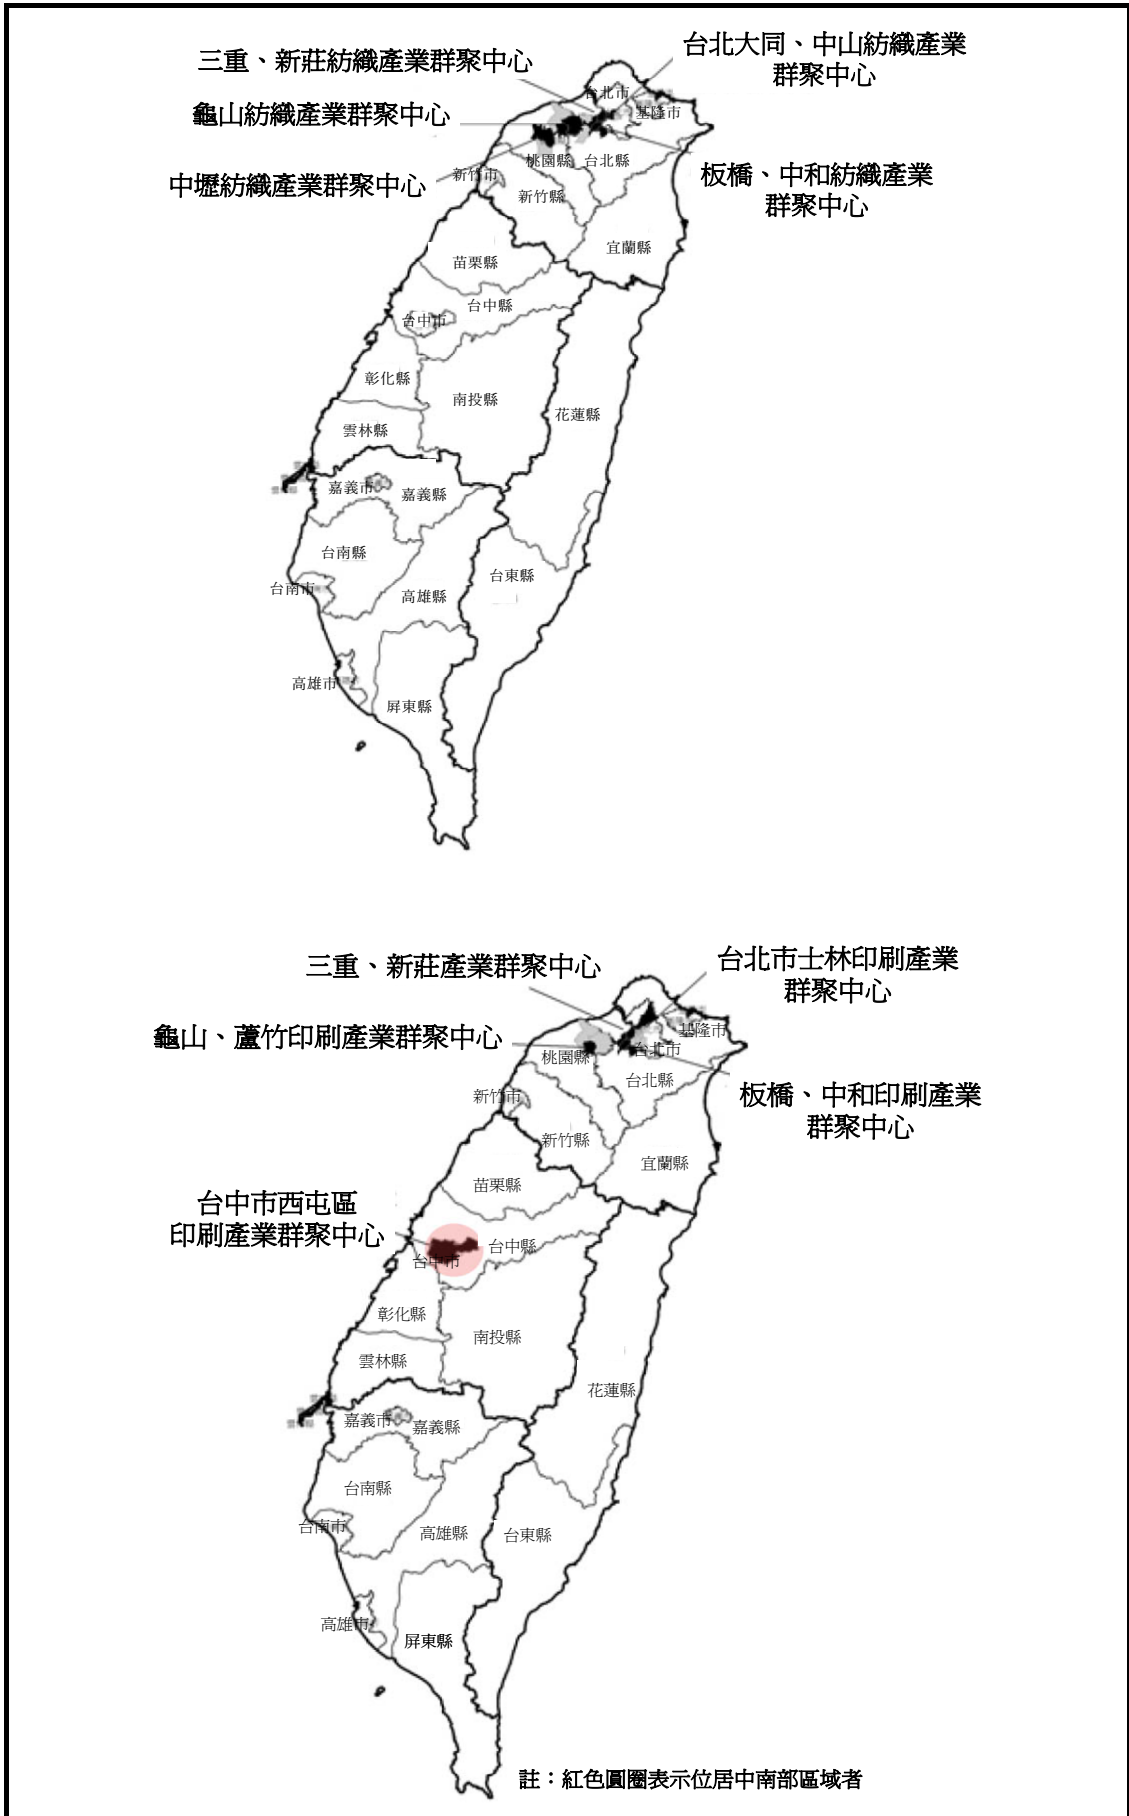 台北大同、中山紡織產業
群聚中心
三重、新莊紡織產業群聚中心
龜山紡織產業群聚中心
中壢紡織產業群聚中心
板橋、中和紡織產業
群聚中心
台北市
基隆市
桃園縣
台北縣
新竹市
新竹縣
宜蘭縣
苗栗縣
台中縣
台中市
彰化縣
南投縣
花蓮縣
雲林縣
嘉義市
嘉義縣
台南縣
台東縣
台南市
高雄縣
高雄市
屏東縣
三重、新莊產業群聚中心
台北市士林印刷產業
群聚中心
龜山、蘆竹印刷產業群聚中心
板橋、中和印刷產業
群聚中心
基隆市
台北市
桃園縣
台北縣
新竹市
新竹縣
宜蘭縣
苗栗縣
台中市西屯區
印刷產業群聚中心
台中縣
台中市
彰化縣
南投縣
雲林縣
花蓮縣
嘉義市
嘉義縣
台南縣
台南市
高雄縣
台東縣
高雄市
屏東縣
註：紅色圓圈表示位居中南部區域者